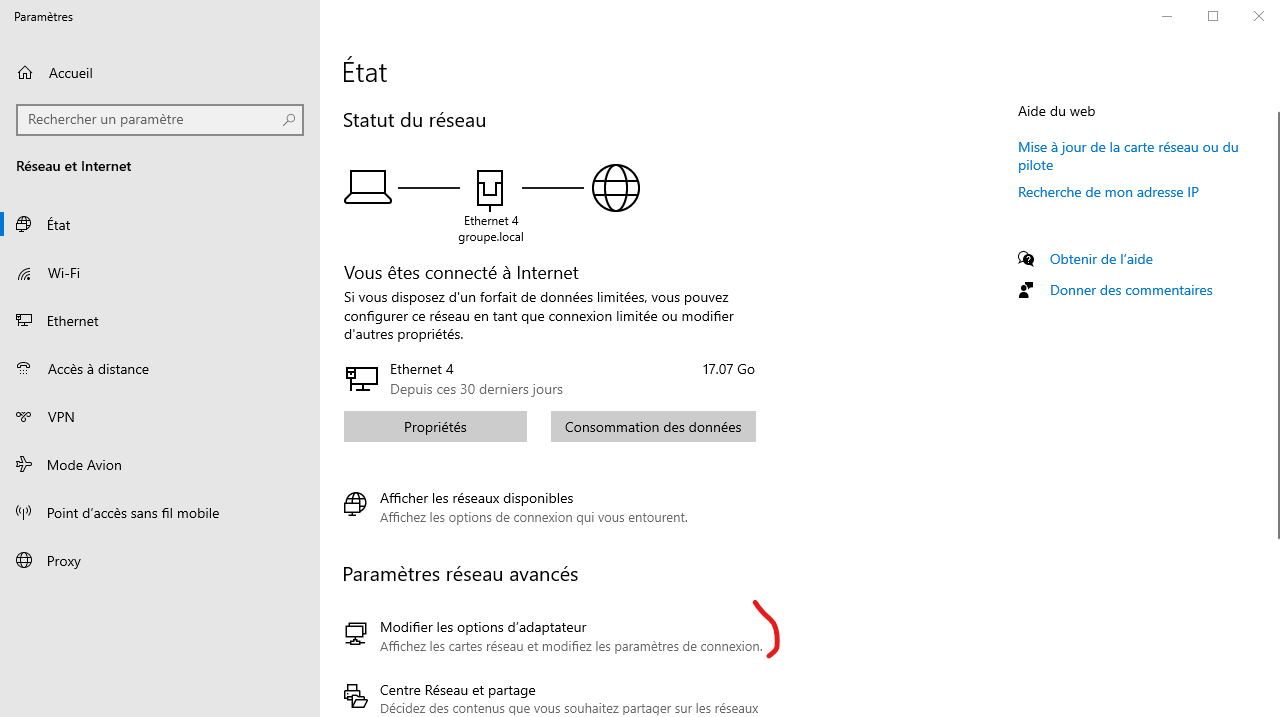 Paramètres
Accueil
Rechercher un paramètre
Réseau et Internet
État
Wi-Fi
Ethernet
Accès à distance
VPN
Mode Avion
Point d’accès sans fil mobile
Proxy
État
Statut du réseau
Ethernet 4
groupe.local
Vous êtes connecté à Internet
Si vous disposez d'un forfait de données limitées, vous pouvez
configurer ce réseau en tant que connexion limitée ou modifier
d'autres propriétés.
Ethernet 4 17.07 Go
Depuis ces 30 derniers jours
Propriétés Consommation des données
Afficher les réseaux disponibles
Affichez les options de connexion qui vous entourent.
Paramètres réseau avancés
Modifier les options d’adaptateur
Affichez les cartes réseau et modifiez les paramètres de connexion.
Centre Réseau et partage
Décidez des contenus que vous souhaitez partager sur les réseaux
Aide du web
Mise à jour de la carte réseau ou du
pilote
Recherche de mon adresse IP
Obtenir de l’aide
Donner des commentaires